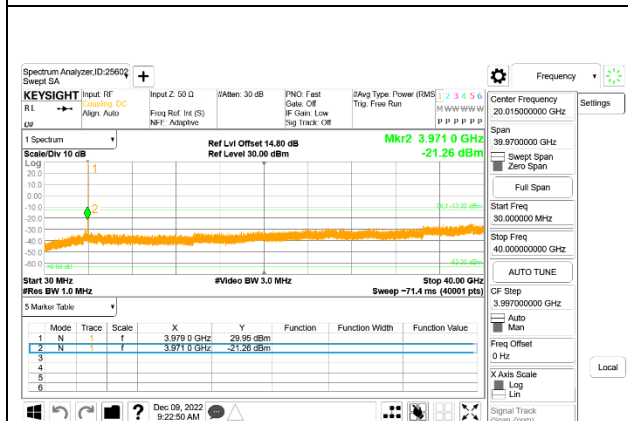 Spectrum Analyzer,ID:25602
Swept SA
+
Frequency
KEYSIGHT
Input: RF
Input Z: 50 Ω
#Atten: 30 dB
PNO: Fast
#Avg Type: Power (RMS
1 2 3 4 5 6
RL
Coupling: DC
Gate: Off
Trig: Free Run
M W W W W W
Align: Auto
Freq Ref: Int (S)
IF Gain: Low
NFE: Adaptive
Sig Track: Off
P P P P P P
1 Spectrum
Ref Lvl Offset 14.80 dB
Mkr2 3.971 0 GHz
Scale/Div 10 dB
Ref Level 30.00 dBm
-21.26 dBm
Log
1
20.0
10.0
0.00
-10.0
2
-20.0
-30.0
-40.0
-50.0
-60.0
Start 30 MHz
#Video BW 3.0 MHz
Stop 40.00 GHz
#Res BW 1.0 MHz
Sweep ~71.4 ms (40001 pts)
5 Marker Table
Mode Trace Scale X Y Function Function Width Function Value
1 N 1 f 3.979 0 GHz 29.95 dBm
2 N 1 f 3.971 0 GHz -21.26 dBm
3
4
5
6
Dec 09, 2022
9:22:50 AM
?
Center Frequency
20.015000000 GHz
Settings
Span
39.9700000 GHz
Swept Span
Zero Span
Full Span
Start Freq
30.000000 MHz
Stop Freq
40.000000000 GHz
AUTO TUNE
CF Step
3.997000000 GHz
Auto
Man
Freq Offset
0 Hz
X Axis Scale
Log
Lin
Local
Signal Track
(Span Zoom)